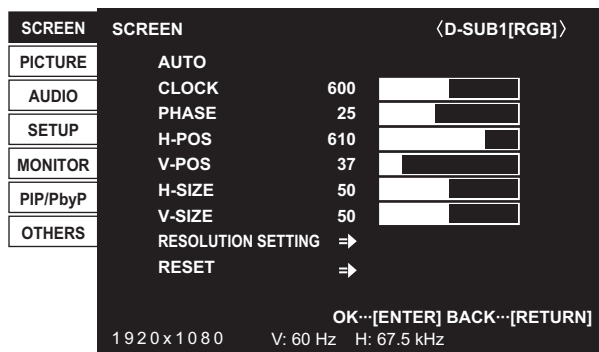 SCREEN
PICTURE
AUDIO
SETUP
MONITOR
PIP/PbyP
OTHERS
SCREEN 〈D-SUB1[RGB]〉
AUTO
CLOCK 600
PHASE 25
H-POS 610
V-POS 37
H-SIZE 50
V-SIZE 50
RESOLUTION SETTING
RESET
OK···[ENTER] BACK···[RETURN]
1920x1080 V: 60 Hz H: 67.5 kHz